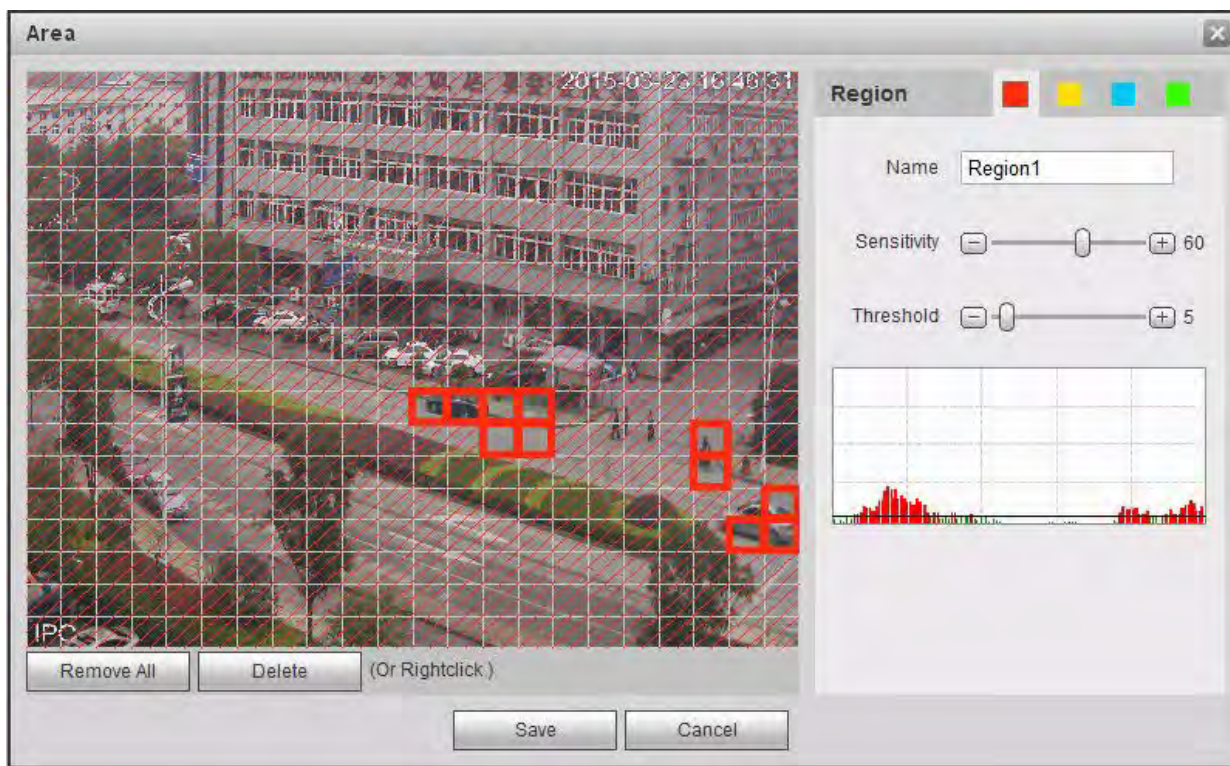 Area
2015-03-23 16:46:31
IPC
Region
Name
Region1
Sensitivity
60
Threshold
5
Remove All
Delete
(Or Rightclick.)
Save
Cancel